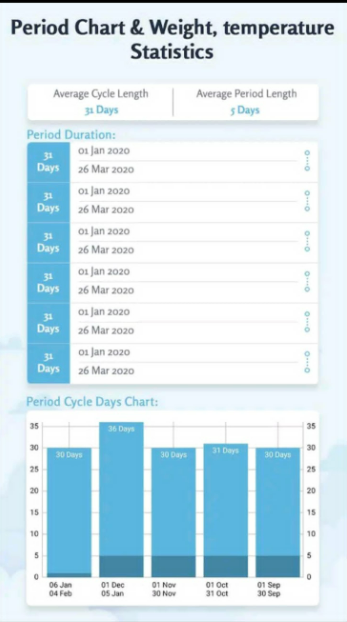 Period Chart & Weight, temperature
Statistics
Average Cycle Length
31 Days
Average Period Length
5 Days
Period Duration:
31
Days
01 Jan 2020
26 Mar 2020
31
Days
01 Jan 2020
26 Mar 2020
31
Days
01 Jan 2020
26 Mar 2020
31
Days
01 Jan 2020
26 Mar 2020
31
Days
01 Jan 2020
26 Mar 2020
31
Days
01 Jan 2020
26 Mar 2020
Period Cycle Days Chart:
35
30
25
20
15
10
5
0
30 Days
36 Days
30 Days
31 Days
30 Days
35
30
25
20
15
10
5
0
06 Jan
04 Feb
01 Dec
05 Jan
01 Nov
30 Nov
01 Oct
31 Oct
01 Sep
30 Sep